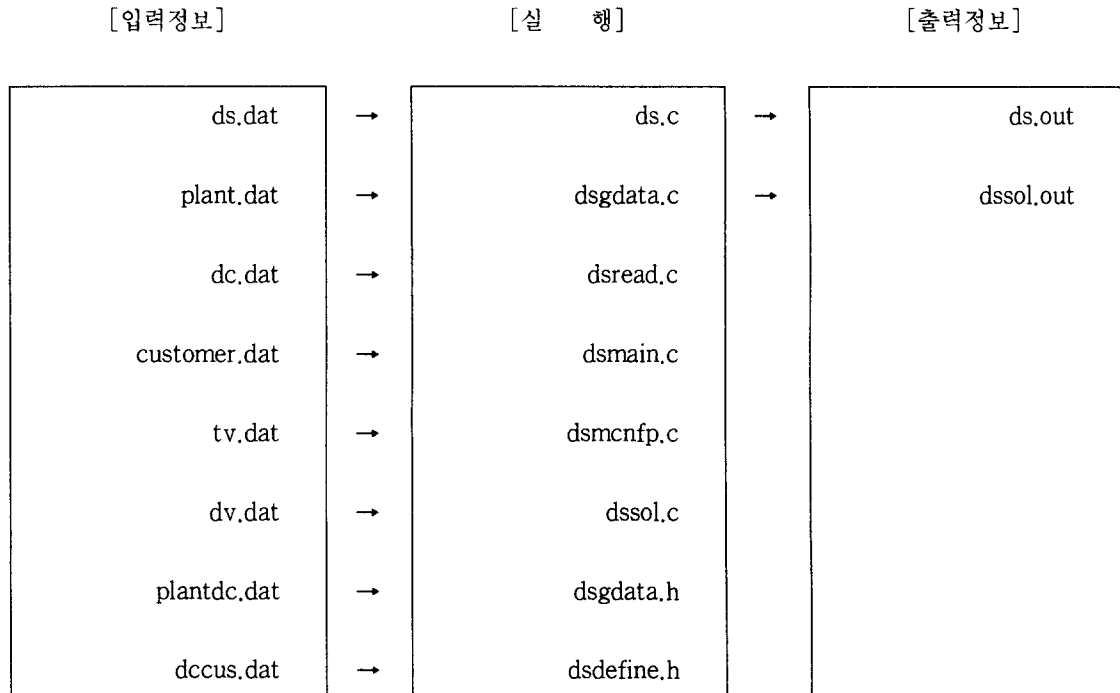 [입력정보] [실 행] [출력정보]
ds.dat → ds.c → ds.out
plant.dat → dsgdata.c → dssol.out
dc.dat → dsread.c
customer.dat → dsmain.c
tv.dat → dsmcnfp.c
dv.dat → dssol.c
plantdc.dat → dsgdata.h
dccus.dat → dsdefine.h